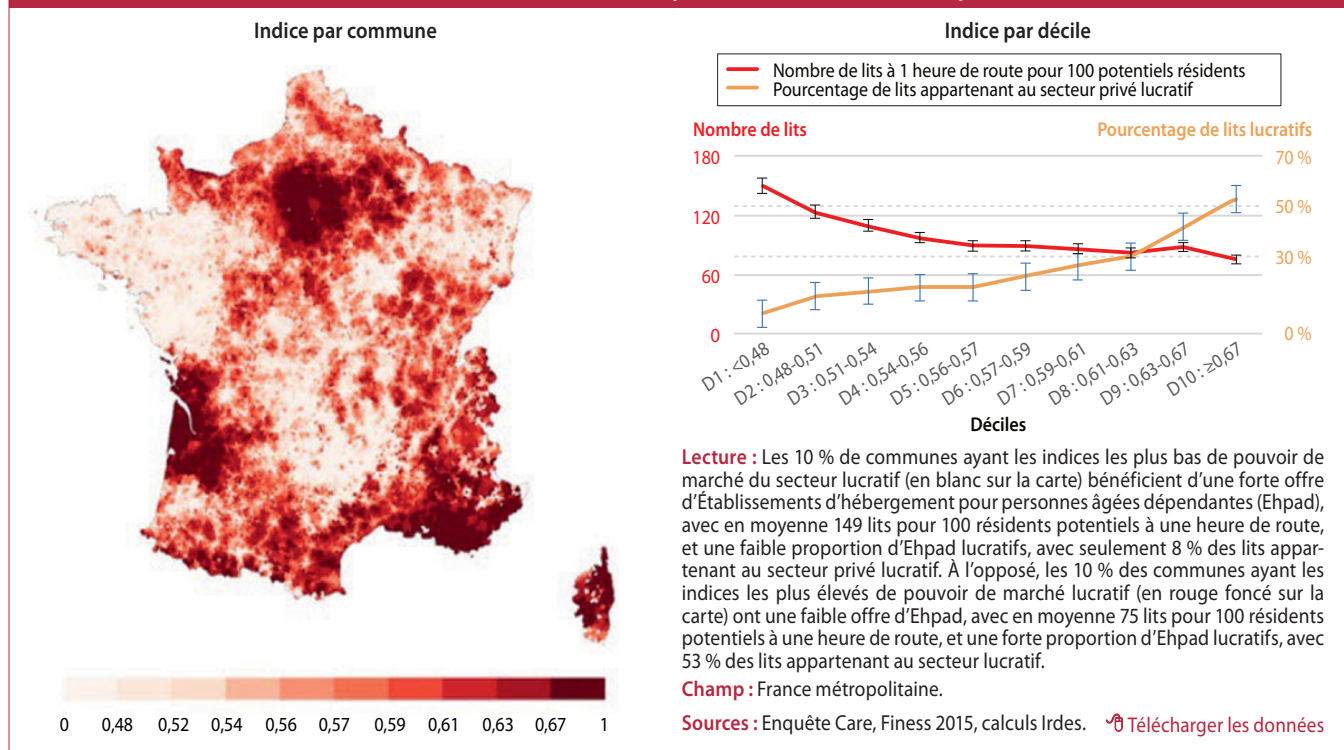 Indice par commune
0 0,48 0,52 0,54 0,56 0,57 0,59 0,61 0,63 0,67 1
Indice par décile
Nombre de lits à 1 heure de route pour 100 potentiels résidents
Pourcentage de lits appartenant au secteur privé lucratif
Nombre de lits
Pourcentage de lits lucratifs
180
120
60
0
70 %
50 %
30 %
0 %
D1 : <0,48
D2 : 0,48-0,51
D3 : 0,51-0,54
D4 : 0,54-0,56
D5 : 0,56-0,57
D6 : 0,57-0,59
D7 : 0,59-0,61
D8 : 0,61-0,63
D9 : 0,63-0,67
D10 : ≥0,67
Déciles
Lecture : Les 10 % de communes ayant les indices les plus bas de pouvoir de
marché du secteur lucratif (en blanc sur la carte) bénéficient d'une forte offre
d'Établissements d'hébergement pour personnes âgées dépendantes (Ehpad),
avec en moyenne 149 lits pour 100 résidents potentiels à une heure de route,
et une faible proportion d'Ehpad lucratifs, avec seulement 8 % des lits appar-
tenant au secteur privé lucratif. À l'opposé, les 10 % des communes ayant les
indices les plus élevés de pouvoir de marché lucratif (en rouge foncé sur la
carte) ont une faible offre d'Ehpad, avec en moyenne 75 lits pour 100 résidents
potentiels à une heure de route, et une forte proportion d'Ehpad lucratifs, avec
53 % des lits appartenant au secteur lucratif.
Champ : France métropolitaine.
Sources : Enquête Care, Finess 2015, calculs Irdes. Télécharger les données